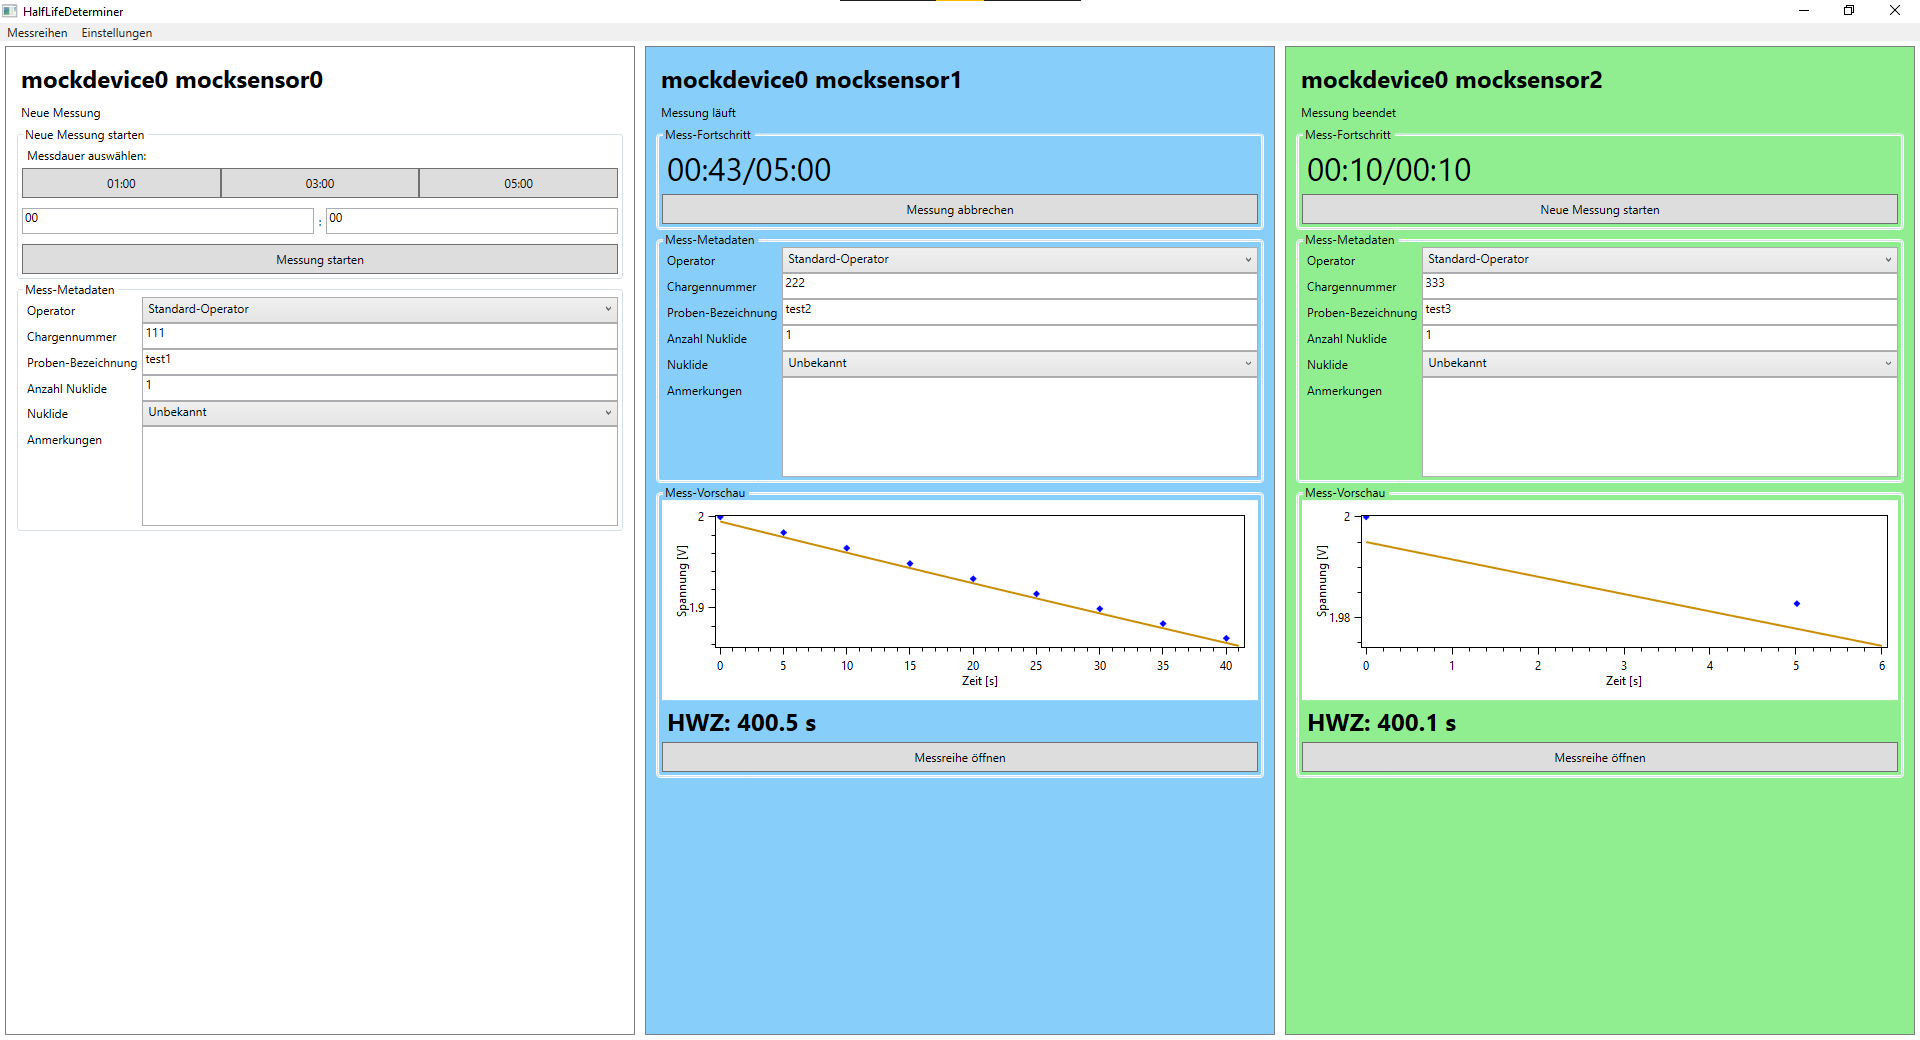 HalfLifeDeterminer
Messreihen Einstellungen
mockdevice0 mocksensor0
Neue Messung
Neue Messung starten
Messdauer auswählen:
01:00 03:00 05:00
00 : 00
Messung starten
Mess-Metadaten
Operator Standard-Operator
Chargennummer 111
Proben-Bezeichnung test1
Anzahl Nuklide 1
Nuklide Unbekannt
Anmerkungen
mockdevice0 mocksensor1
Messung läuft
Mess-Fortschritt
00:43/05:00
Messung abbrechen
Mess-Metadaten
Operator Standard-Operator
Chargennummer 222
Proben-Bezeichnung test2
Anzahl Nuklide 1
Nuklide Unbekannt
Anmerkungen
Mess-Vorschau
2
Spannung [V]
1.9
0 5 10 15 20 25 30 35 40
Zeit [s]
HWZ: 400.5 s
Messreihe öffnen
mockdevice0 mocksensor2
Messung beendet
Mess-Fortschritt
00:10/00:10
Neue Messung starten
Mess-Metadaten
Operator Standard-Operator
Chargennummer 333
Proben-Bezeichnung test3
Anzahl Nuklide 1
Nuklide Unbekannt
Anmerkungen
Mess-Vorschau
2
Spannung [V]
1.98
0 1 2 3 4 5 6
Zeit [s]
HWZ: 400.1 s
Messreihe öffnen